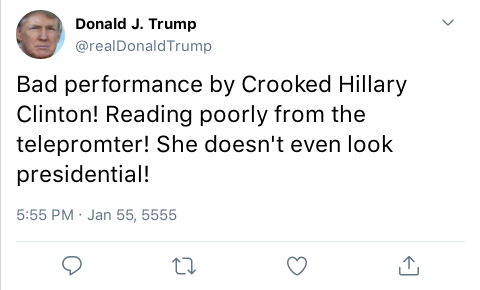 Donald J. Trump
@realDonaldTrump
Bad performance by Crooked Hillary
Clinton! Reading poorly from the
telepromter! She doesn't even look
presidential!
5:55 PM · Jan 55, 5555